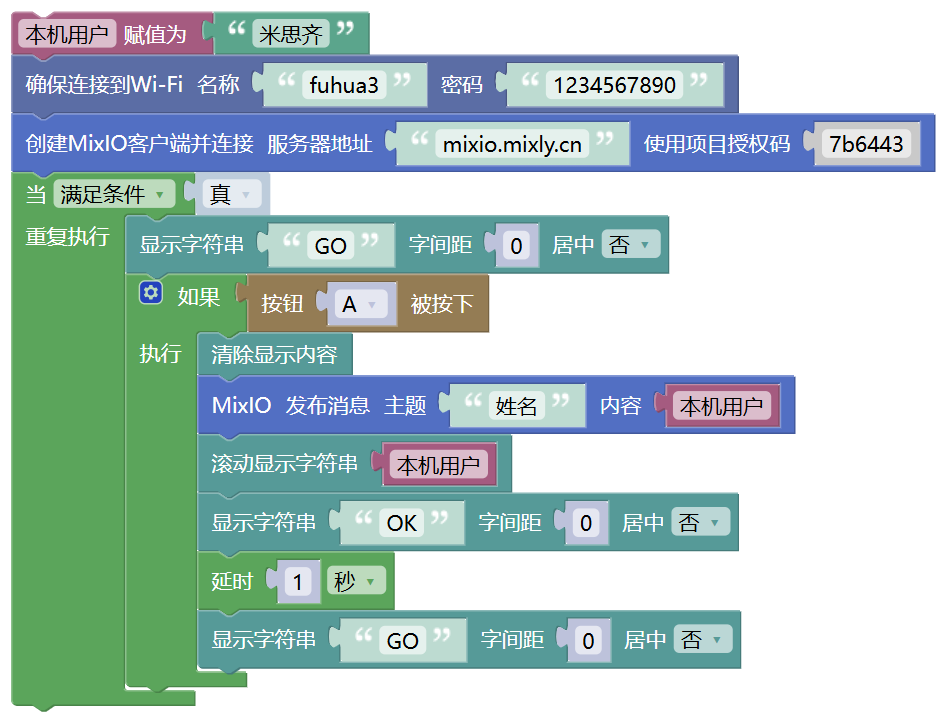 本机用户 赋值为 “ 米思齐 ”
确保连接到Wi-Fi 名称 “ fuhua3 ” 密码 “ 1234567890 ”
创建MixIO客户端并连接 服务器地址 “ mixio.mixly.cn ” 使用项目授权码 7b6443
当 满足条件 真
重复执行
显示字符串 “ GO ” 字间距 0 居中 否
如果 按钮 A 被按下
执行
清除显示内容
MixIO 发布消息 主题 “ 姓名 ” 内容 本机用户
滚动显示字符串 本机用户
显示字符串 “ OK ” 字间距 0 居中 否
延时 1 秒
显示字符串 “ GO ” 字间距 0 居中 否